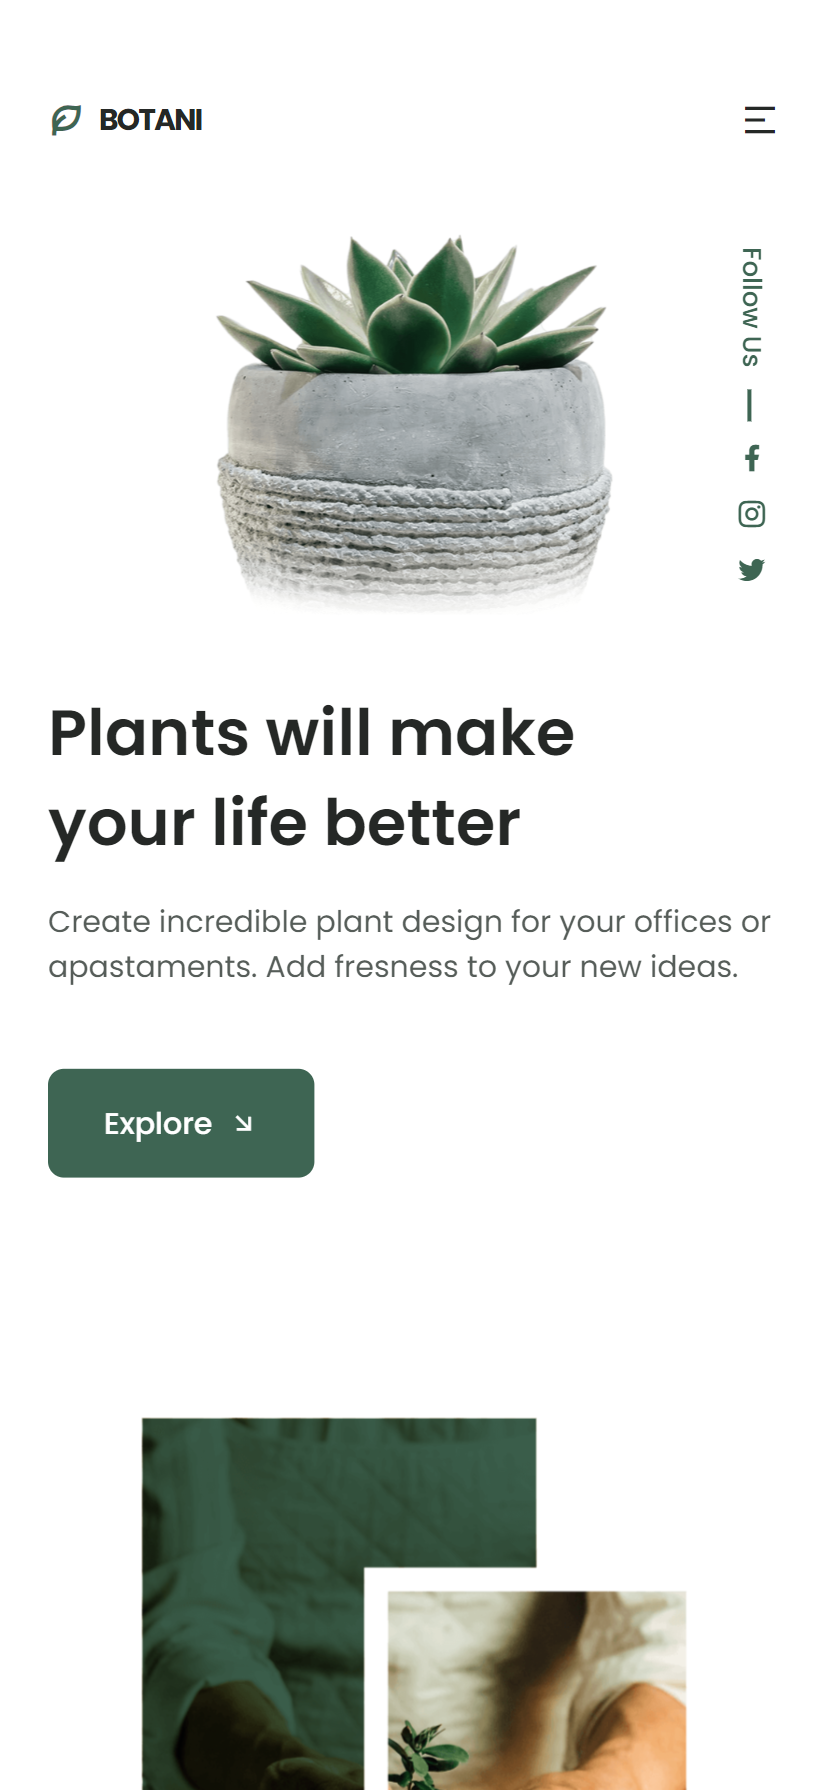 BOTANI
Follow Us
Plants will make
your life better
Create incredible plant design for your offices or
apastaments. Add fresness to your new ideas.
Explore